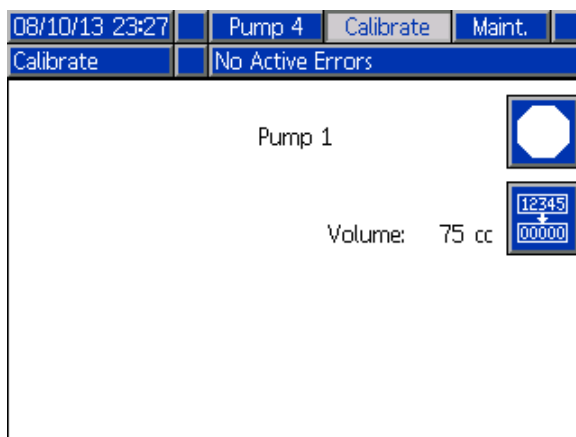 08/10/13 23:27 Pump 4 Calibrate Maint.
Calibrate No Active Errors
Pump 1
12345
Volume: 75 cc 00000